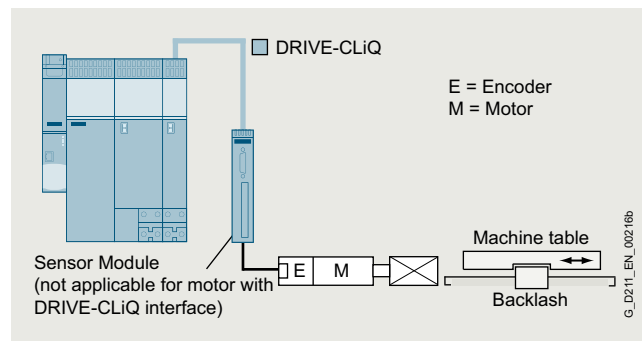 DRIVE-CLiQ
E = Encoder
M = Motor
Sensor Module
(not applicable for motor with
DRIVE-CLiQ interface)
E
M
Machine table
Backlash
G_D211_EN_00216b